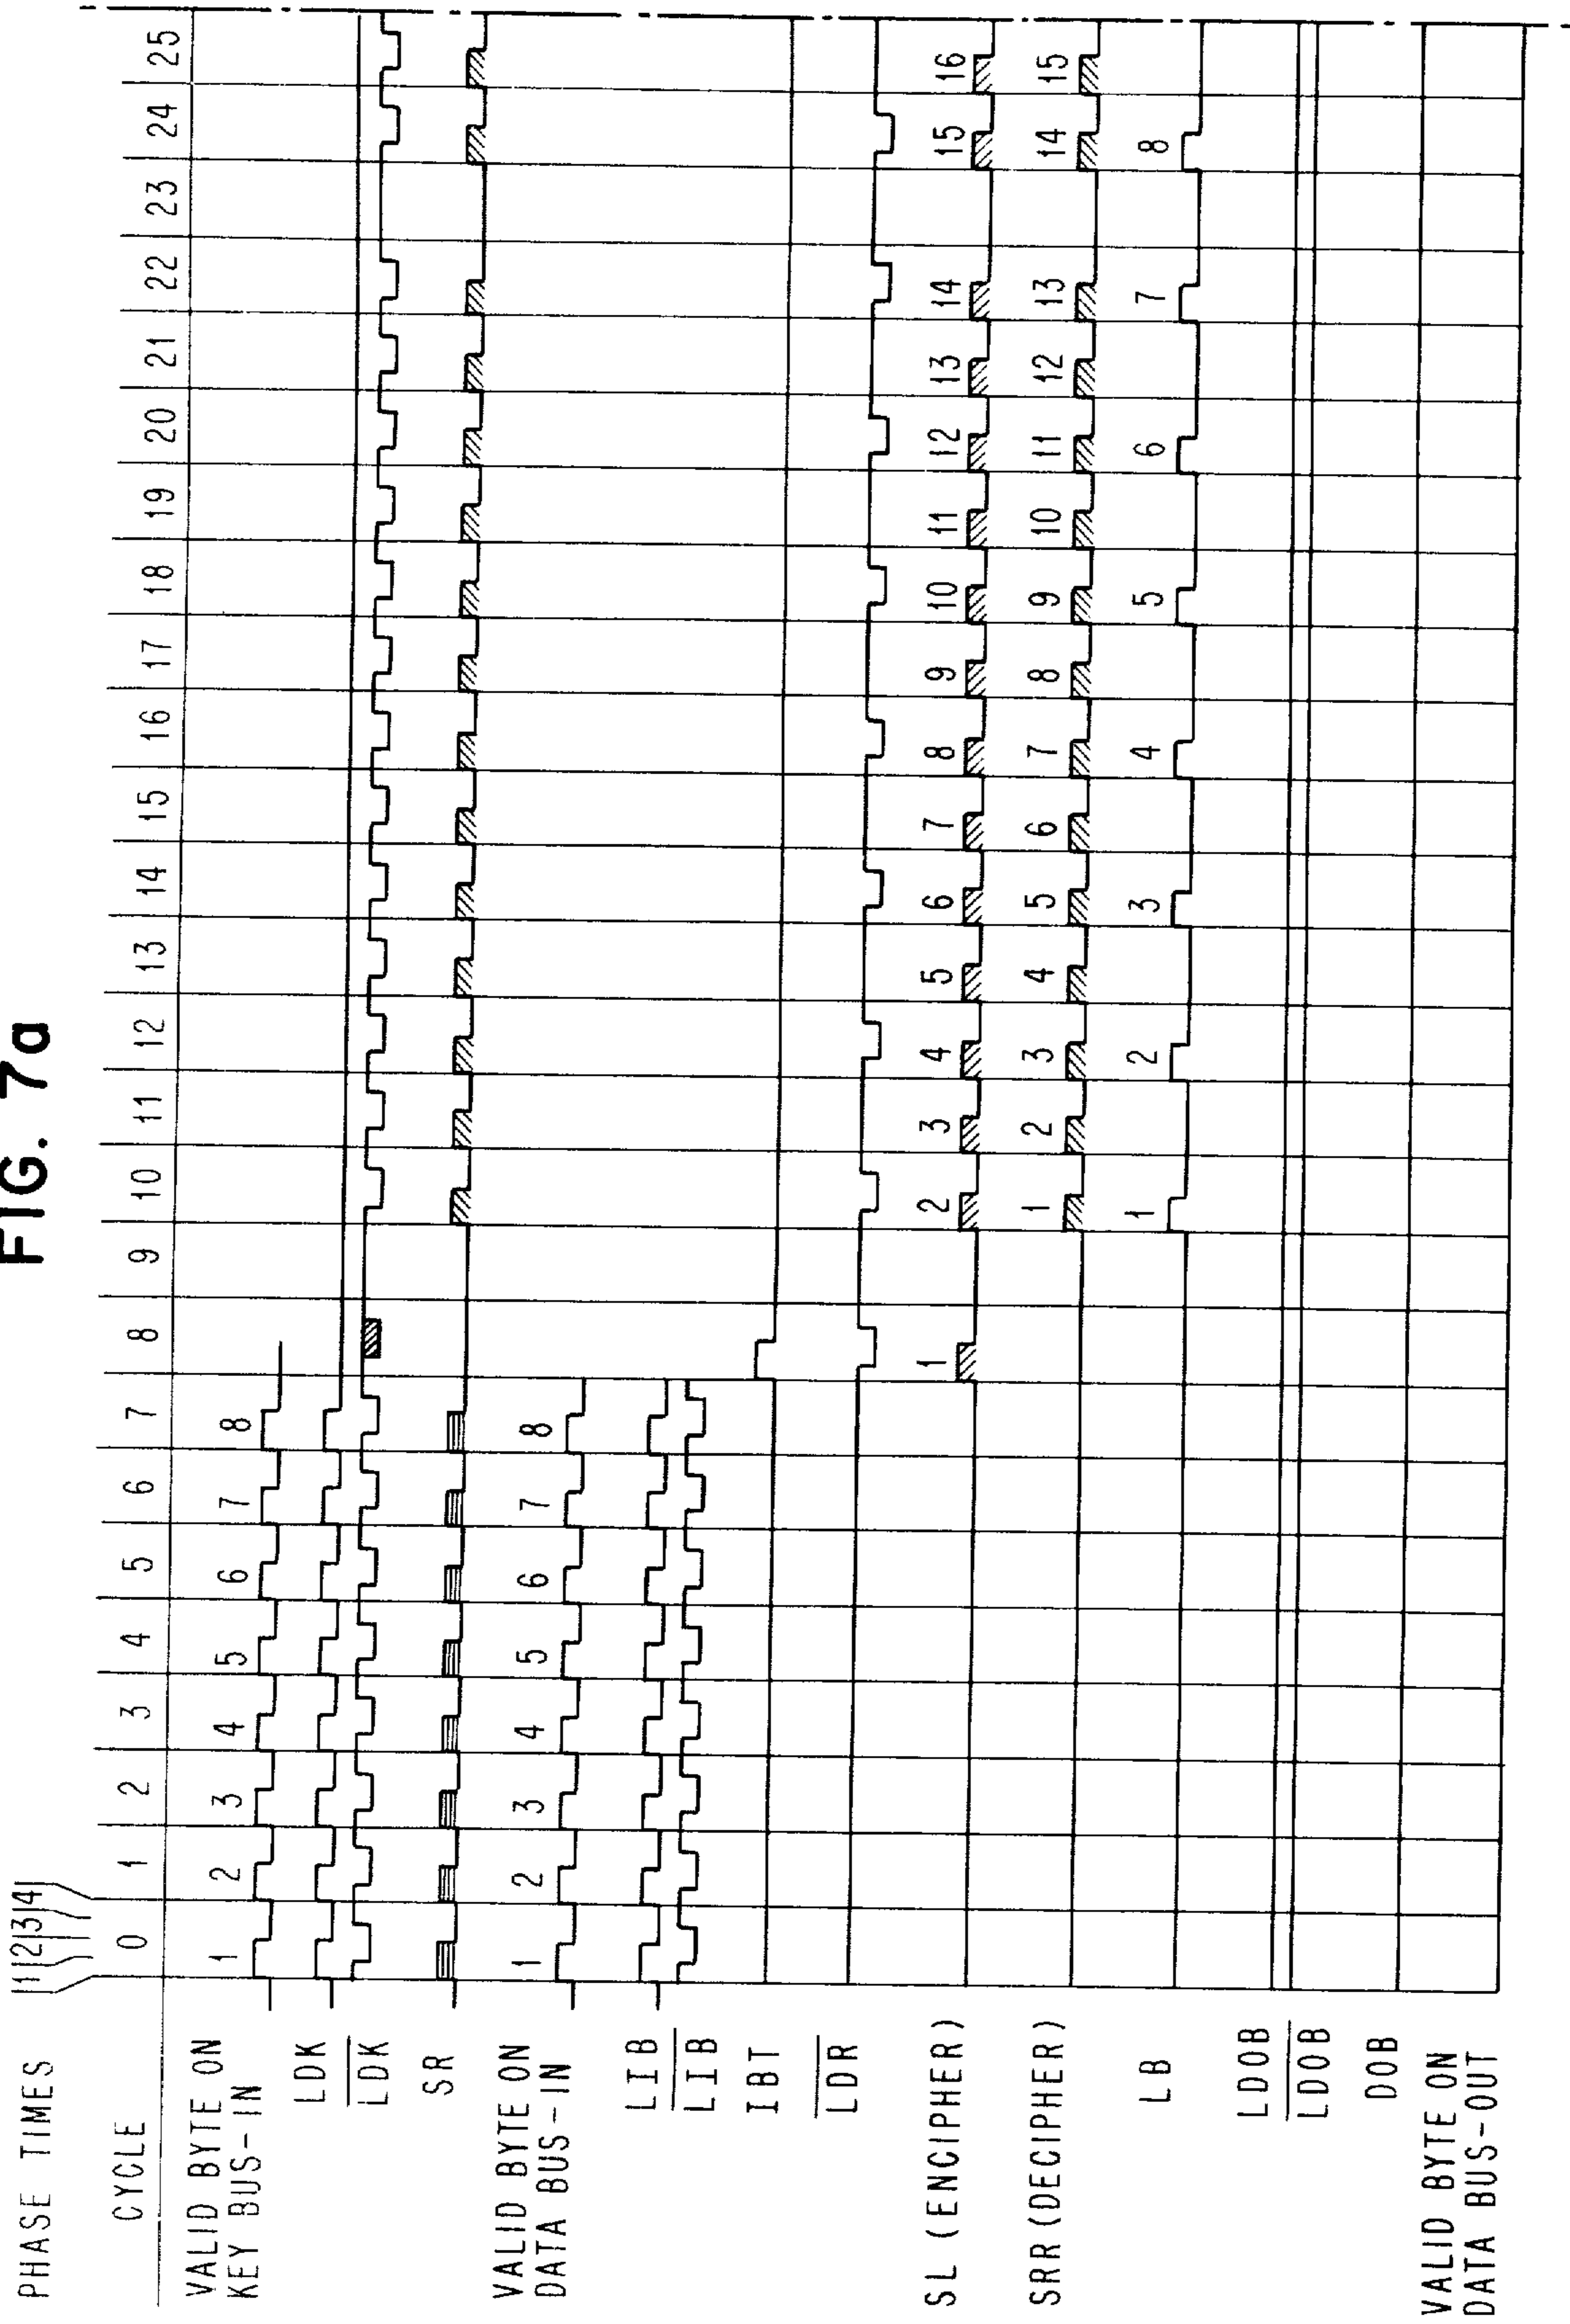 FIG. 7a
PHASE TIMES |1|2|3|4|
CYCLE 0 1 2 3 4 5 6 7 8 9 10 11 12 13 14 15 16 17 18 19 20 21 22 23 24 25
VALID BYTE ON
KEY BUS-IN
1 2 3 4 5 6 7 8
LDK
LDK
SR
VALID BYTE ON
DATA BUS-IN
1 2 3 4 5 6 7 8
LIB
LIB
IBT
LDR
SL (ENCIPHER) 1 2 3 4 5 6 7 8 9 10 11 12 13 14 15 16
SRR (DECIPHER) 1 2 3 4 5 6 7 8 9 10 11 12 13 14 15
LB 1 2 3 4 5 6 7 8
LDOB
LDOB
DOB
VALID BYTE ON
DATA BUS-OUT